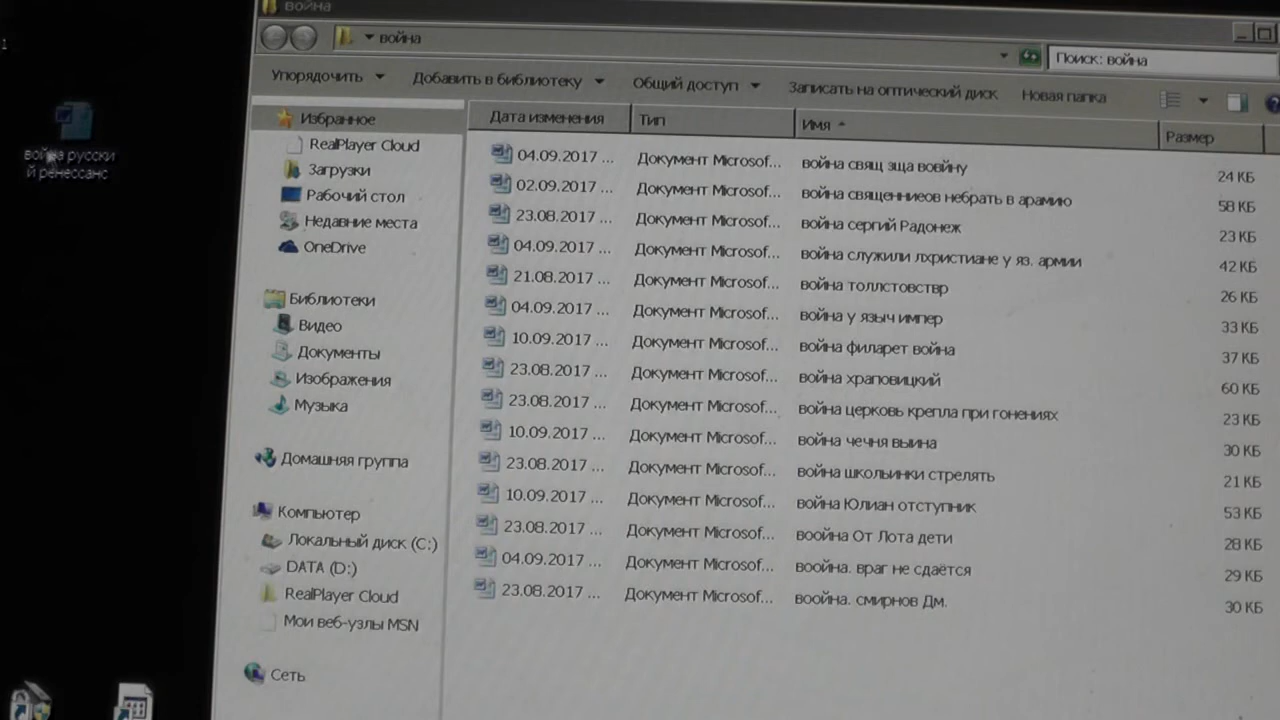 война
война
Поиск: война
Упорядочить Добавить в библиотеку Общий доступ Записать на оптический диск Новая папка
война русски
й ренессанс
Избранное
RealPlayer Cloud
Загрузки
Рабочий стол
Недавние места
OneDrive
Библиотеки
Видео
Документы
Изображения
Музыка
Домашняя группа
Компьютер
Локальный диск (C:)
DATA (D:)
RealPlayer Cloud
Мои веб-узлы MSN
Сеть
Дата изменения Тип Имя Размер
04.09.2017 ... Документ Microsof... война свящ зща вовйну 24 КБ
02.09.2017 ... Документ Microsof... война священниеов небрать в арамию 58 КБ
23.08.2017 ... Документ Microsof... война сергий Радонеж 23 КБ
04.09.2017 ... Документ Microsof... война служили лхристиане у яз. армии 42 КБ
21.08.2017 ... Документ Microsof... война толлстовствр 26 КБ
04.09.2017 ... Документ Microsof... война у языч импер 33 КБ
10.09.2017 ... Документ Microsof... война филарет война 37 КБ
23.08.2017 ... Документ Microsof... война храповицкий 60 КБ
23.08.2017 ... Документ Microsof... война церковь крепла при гонениях 23 КБ
10.09.2017 ... Документ Microsof... война чечня выина 30 КБ
23.08.2017 ... Документ Microsof... война школьинки стрелять 21 КБ
10.09.2017 ... Документ Microsof... война Юлиан отступник 53 КБ
23.08.2017 ... Документ Microsof... воойна От Лота дети 28 КБ
04.09.2017 ... Документ Microsof... воойна. враг не сдаётся 29 КБ
23.08.2017 ... Документ Microsof... воойна. смирнов Дм. 30 КБ